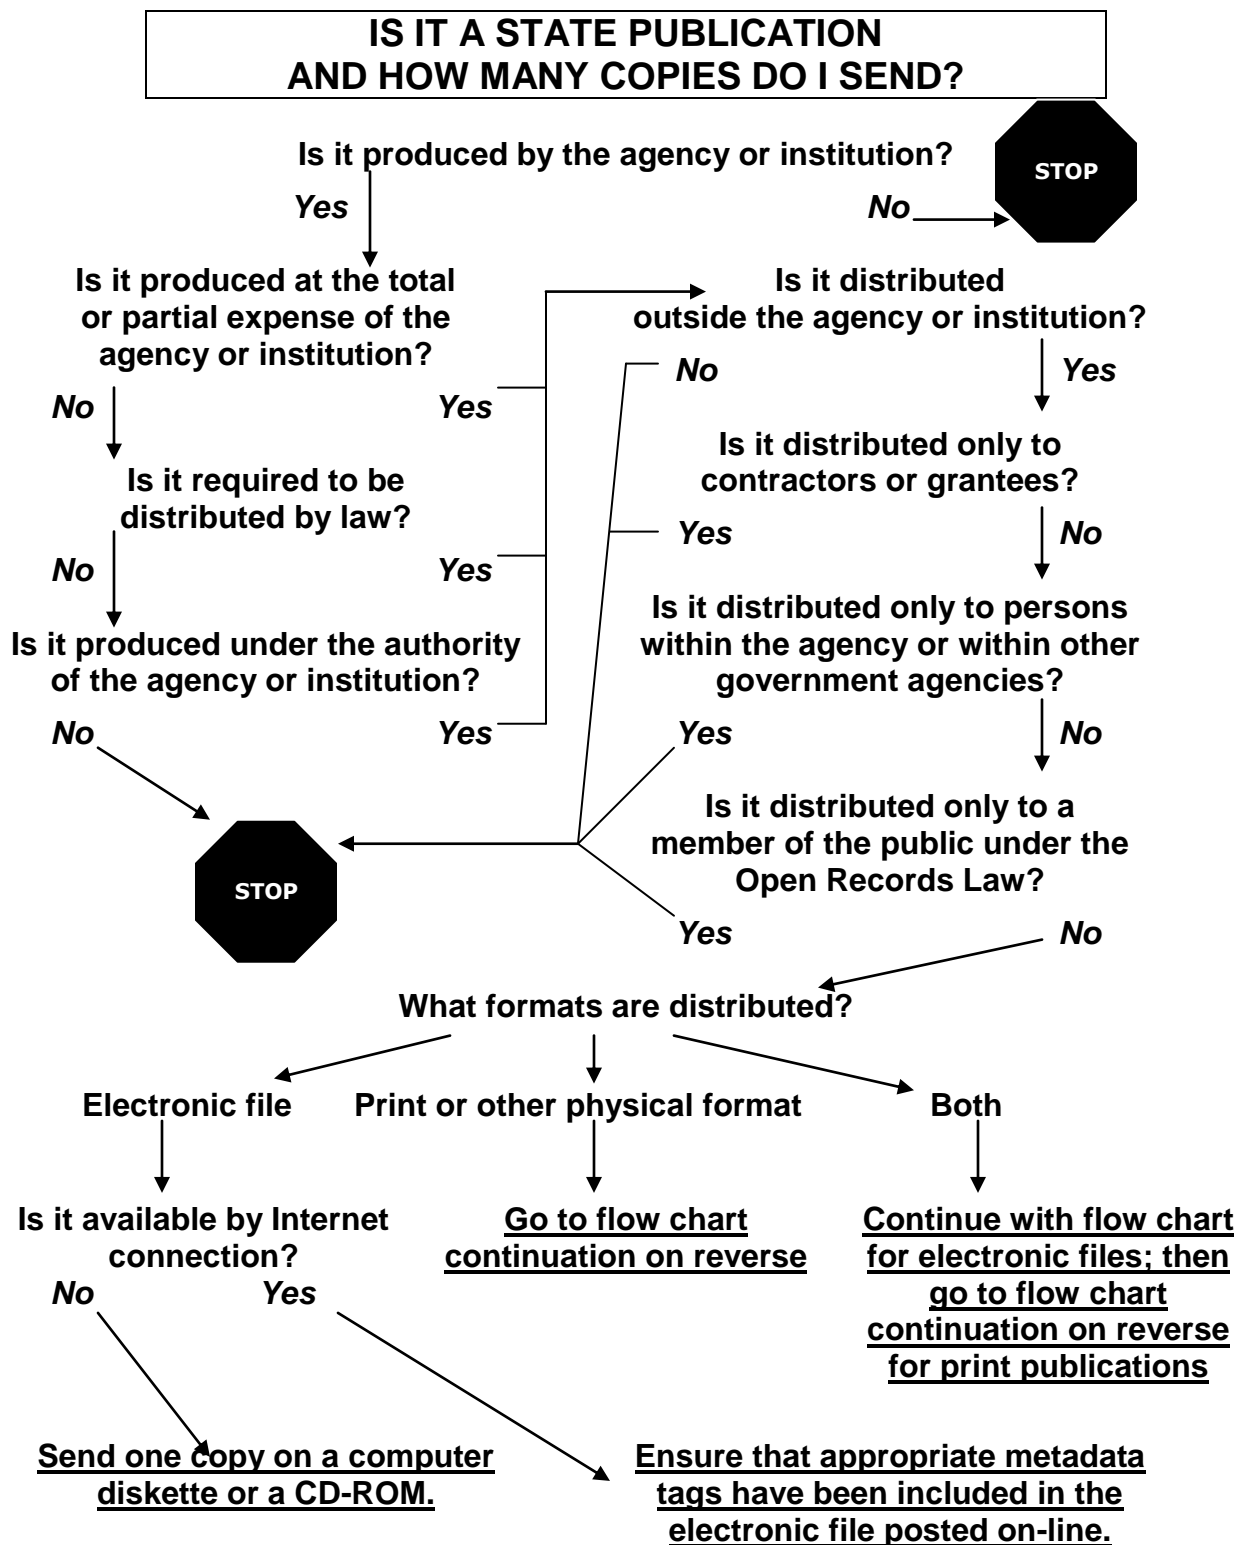 IS IT A STATE PUBLICATION
AND HOW MANY COPIES DO I SEND?
Is it produced by the agency or institution?
STOP
Yes
No
Is it produced at the total
or partial expense of the
agency or institution?
No
Yes
Is it required to be
distributed by law?
No
Yes
Is it produced under the authority
of the agency or institution?
No
Yes
STOP
Is it distributed
outside the agency or institution?
No
Yes
Is it distributed only to
contractors or grantees?
Yes
No
Is it distributed only to persons
within the agency or within other
government agencies?
Yes
No
Is it distributed only to a
member of the public under the
Open Records Law?
Yes
No
What formats are distributed?
Electronic file
Print or other physical format
Both
Is it available by Internet
connection?
No
Yes
Go to flow chart
continuation on reverse
Continue with flow chart
for electronic files; then
go to flow chart
continuation on reverse
for print publications
Send one copy on a computer
diskette or a CD-ROM.
Ensure that appropriate metadata
tags have been included in the
electronic file posted on-line.